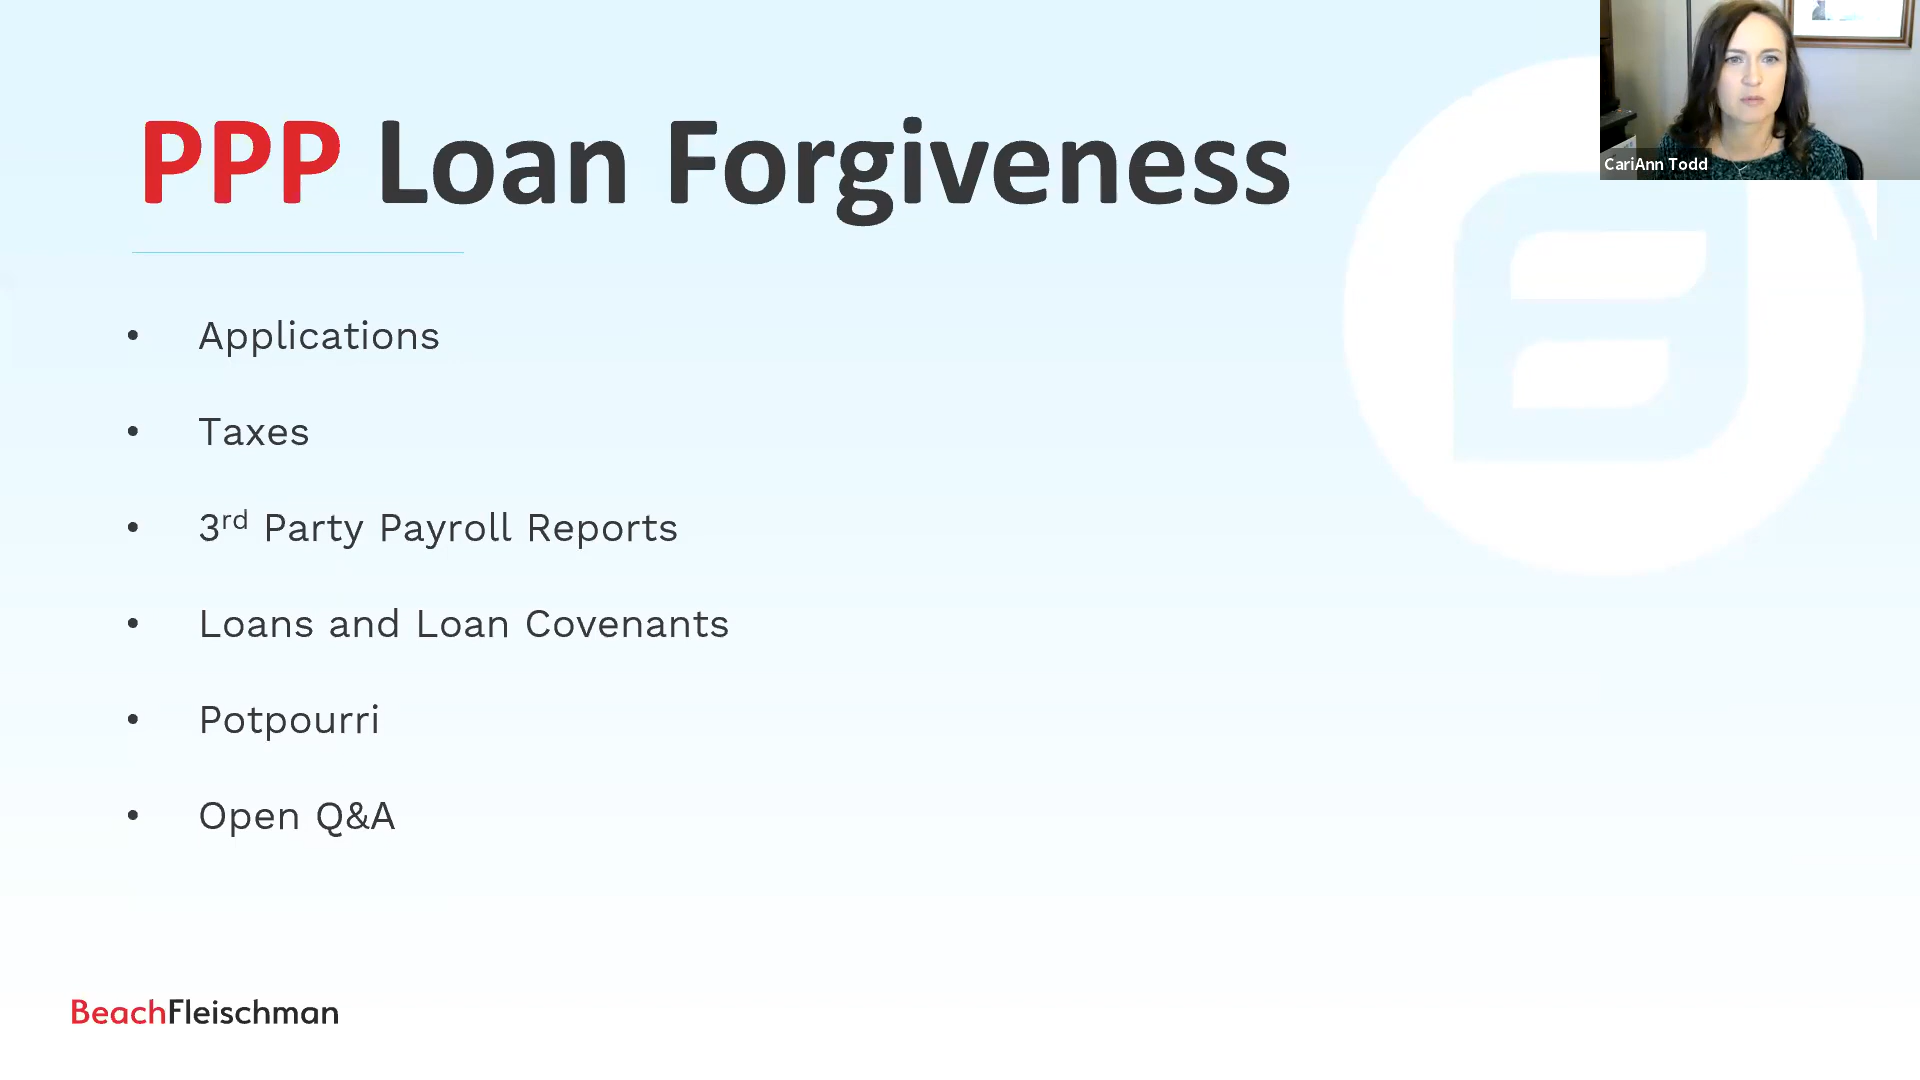 PPP Loan Forgiveness
CariAnn Todd
• Applications
• Taxes
• 3rd Party Payroll Reports
• Loans and Loan Covenants
• Potpourri
• Open Q&A
BeachFleischman